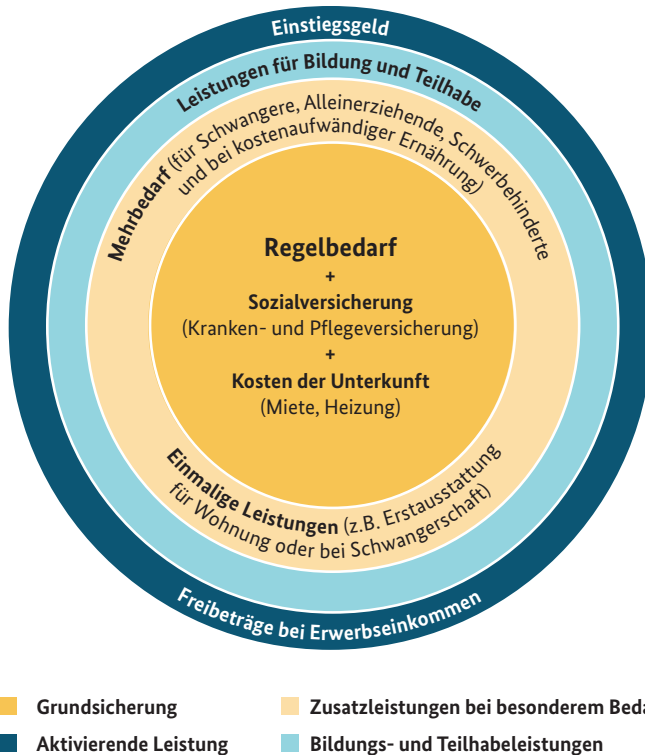 Einstiegsgeld
Leistungen für Bildung und Teilhabe
Mehrbedarf (für Schwangere, Alleinerziehende, Schwerbehinderte
und bei kostenaufwändiger Ernährung)
Regelbedarf
+
Sozialversicherung
(Kranken- und Pflegeversicherung)
+
Kosten der Unterkunft
(Miete, Heizung)
Einmalige Leistungen (z.B. Erstausstattung
für Wohnung oder bei Schwangerschaft)
Freibeträge bei Erwerbseinkommen
Grundsicherung
Zusatzleistungen bei besonderem
Aktivierende Leistung
Bildungs- und Teilhabeleistungen